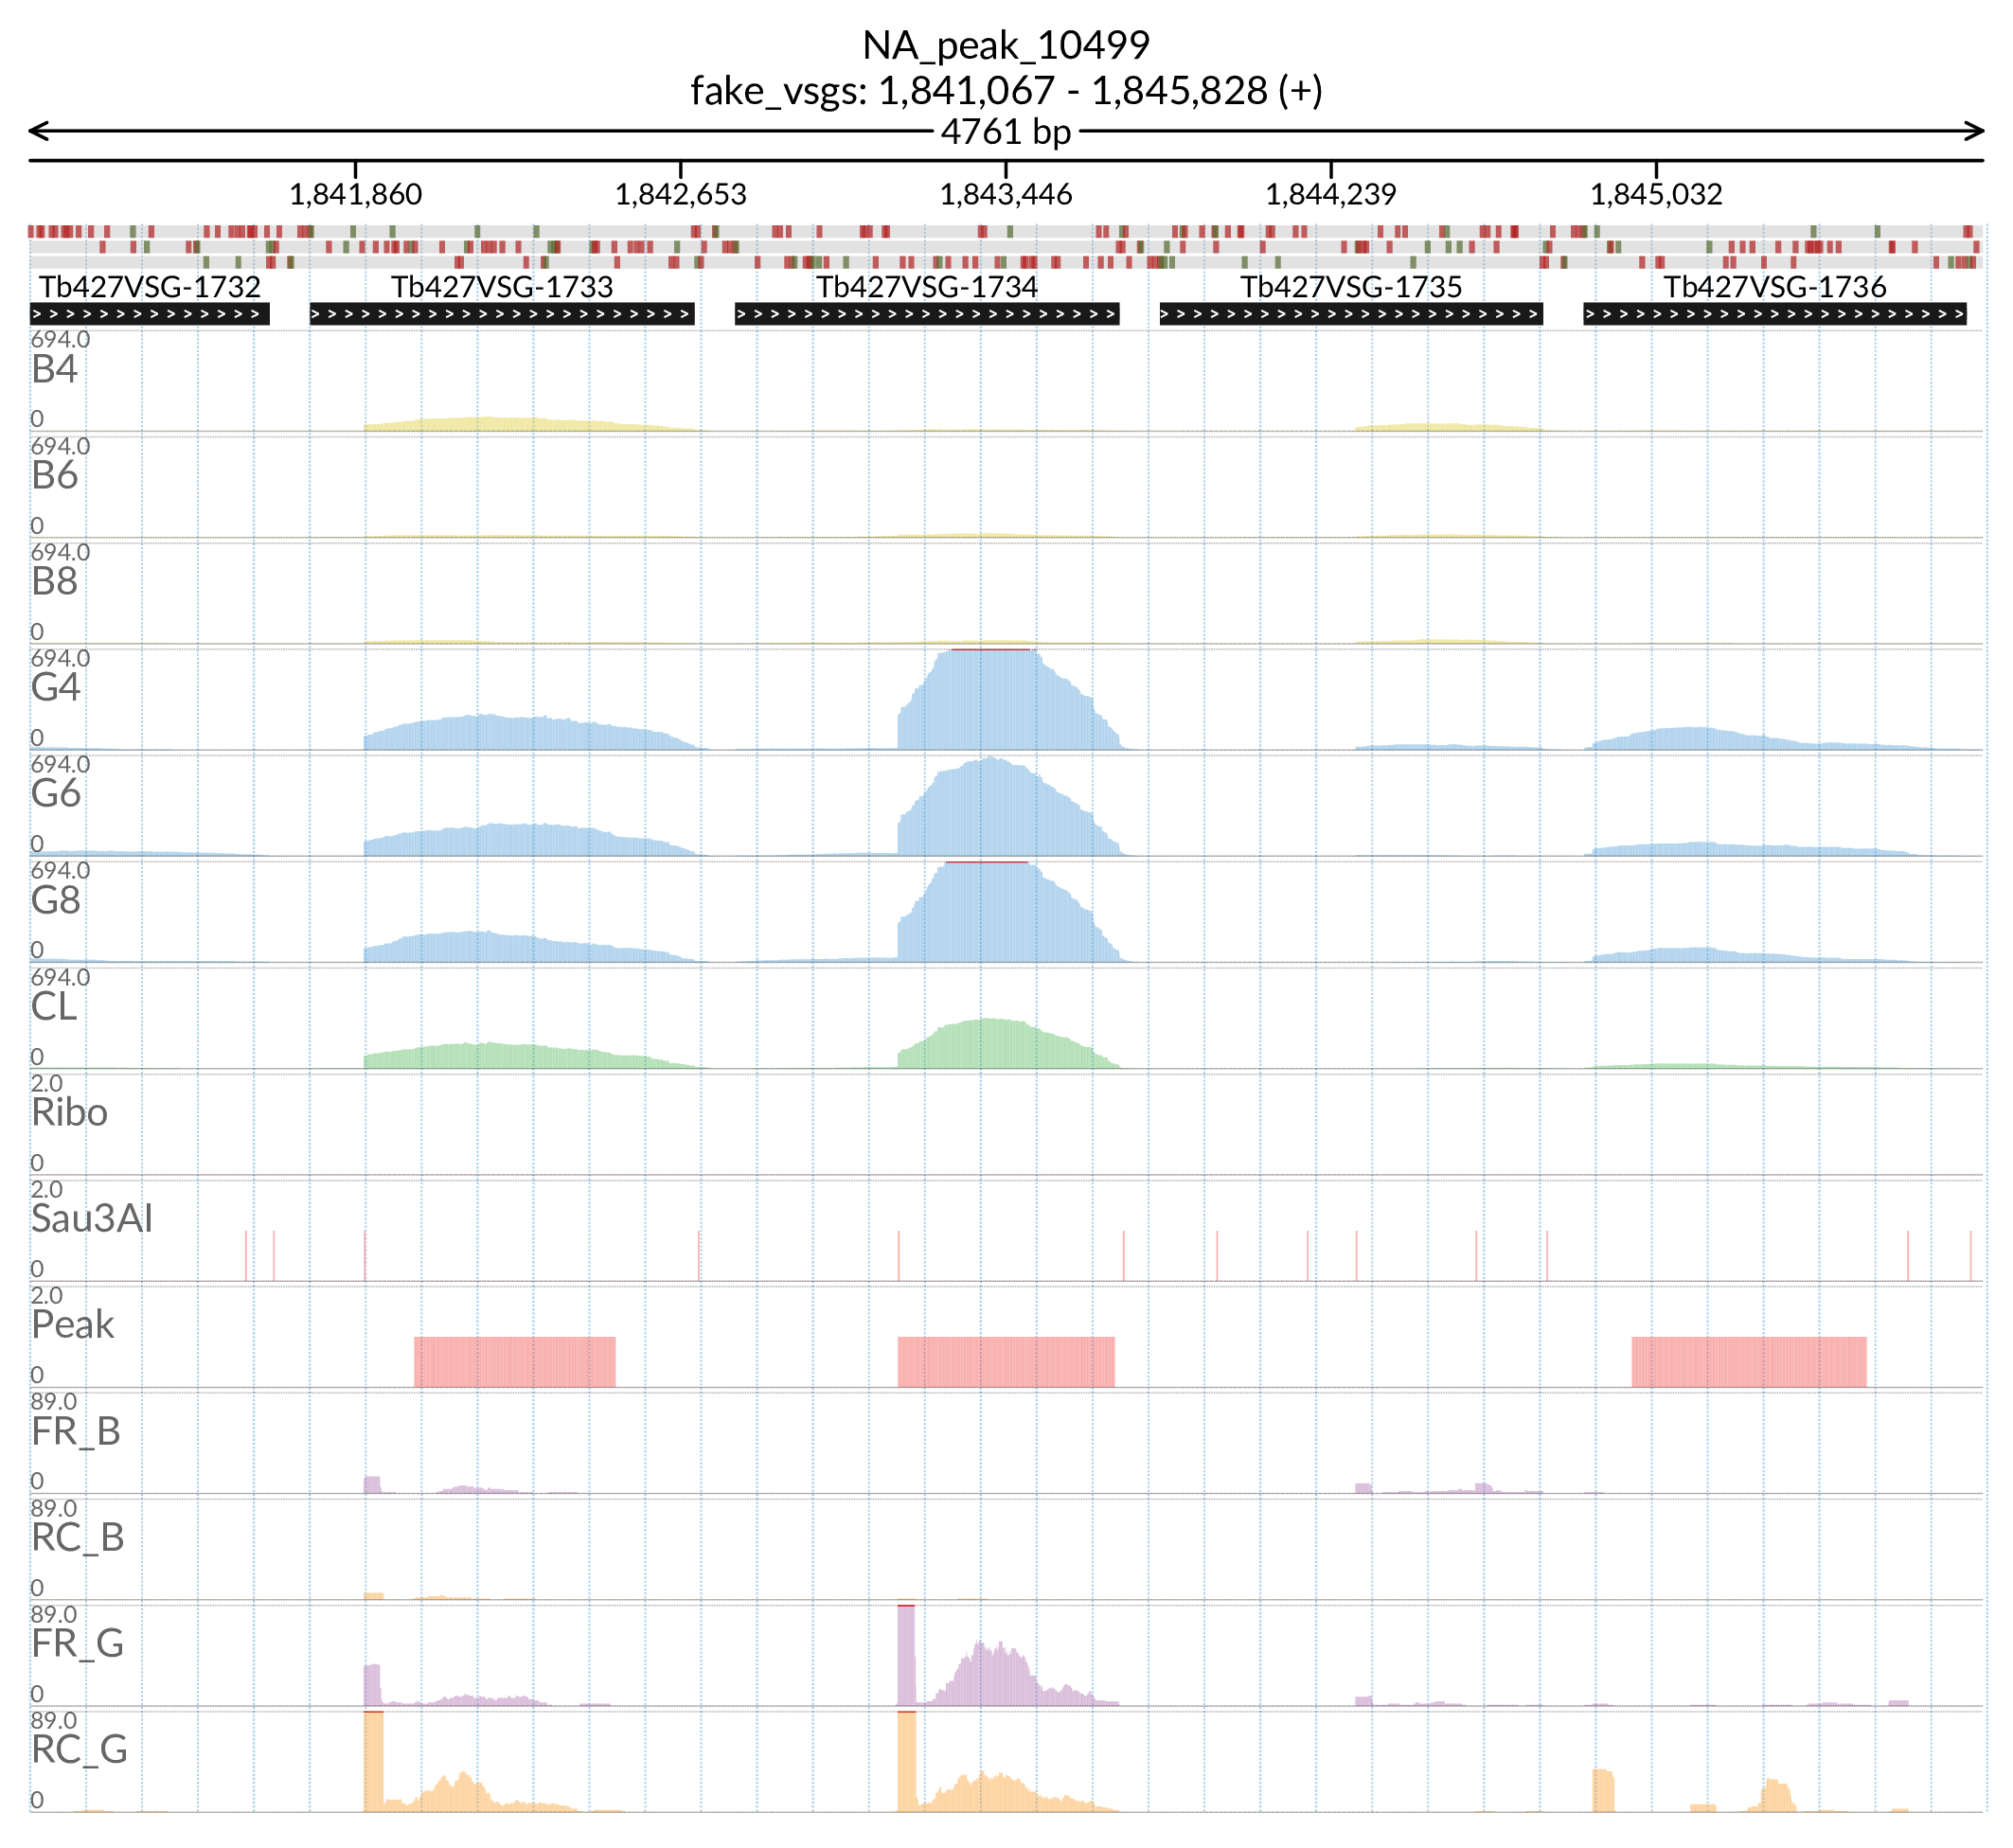 NA_peak_10499
fake_vsgs: 1,841,067 - 1,845,828 (+)
4761 bp
1,841,860 1,842,653 1,843,446 1,844,239 1,845,032
Tb427VSG-1732 Tb427VSG-1733 Tb427VSG-1734 Tb427VSG-1735 Tb427VSG-1736
694.0
B4
0
694.0
B6
0
694.0
B8
0
694.0
G4
0
694.0
G6
0
694.0
G8
0
694.0
CL
0
2.0
Ribo
0
2.0
Sau3AI
0
2.0
Peak
0
89.0
FR_B
0
89.0
RC_B
0
89.0
FR_G
0
89.0
RC_G
0